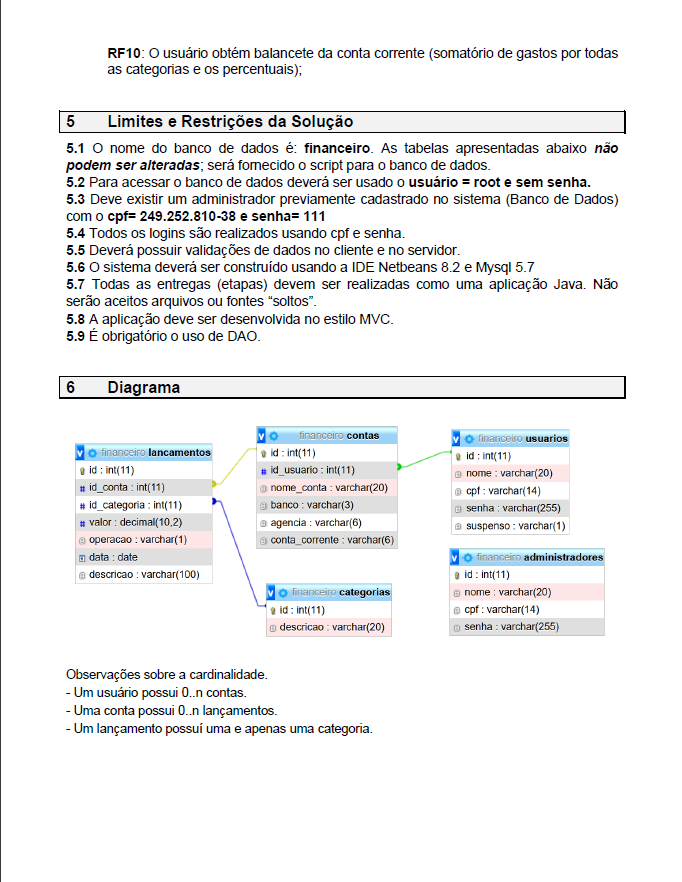 RF10: O usuário obtém balancete da conta corrente (somatório de gastos por todas
as categorias e os percentuais);
5 Limites e Restrições da Solução
5.1 O nome do banco de dados é: financeiro. As tabelas apresentadas abaixo não
podem ser alteradas; será fornecido o script para o banco de dados.
5.2 Para acessar o banco de dados deverá ser usado o usuário = root e sem senha.
5.3 Deve existir um administrador previamente cadastrado no sistema (Banco de Dados)
com o cpf= 249.252.810-38 e senha= 111
5.4 Todos os logins são realizados usando cpf e senha.
5.5 Deverá possuir validações de dados no cliente e no servidor.
5.6 O sistema deverá ser construído usando a IDE Netbeans 8.2 e Mysql 5.7
5.7 Todas as entregas (etapas) devem ser realizadas como uma aplicação Java. Não
serão aceitos arquivos ou fontes “soltos”.
5.8 A aplicação deve ser desenvolvida no estilo MVC.
5.9 É obrigatório o uso de DAO.
6 Diagrama
v financeiro lancamentos
id : int(11)
# id_conta : int(11)
# id_categoria : int(11)
# valor : decimal(10,2)
operacao : varchar(1)
data : date
descricao : varchar(100)
v financeiro contas
id : int(11)
# id_usuario : int(11)
nome_conta : varchar(20)
banco : varchar(3)
agencia : varchar(6)
conta_corrente : varchar(6)
v financeiro categorias
id : int(11)
descricao : varchar(20)
v financeiro usuarios
id : int(11)
nome : varchar(20)
cpf : varchar(14)
senha : varchar(255)
suspenso : varchar(1)
v financeiro administradores
id : int(11)
nome : varchar(20)
cpf : varchar(14)
senha : varchar(255)
Observações sobre a cardinalidade.
- Um usuário possui 0..n contas.
- Uma conta possui 0..n lançamentos.
- Um lançamento possuí uma e apenas uma categoria.